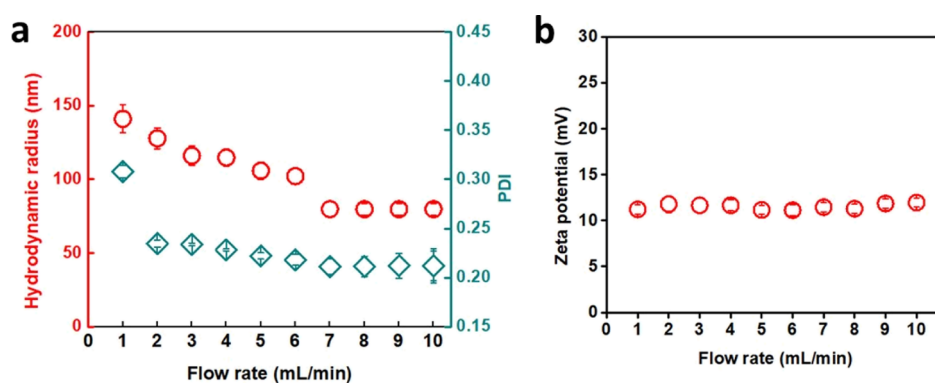 a
200
150
100
50
0
Hydrodynamic radius (nm)
0.45
0.40
0.35
0.30
0.25
0.20
0.15
PDI
0 1 2 3 4 5 6 7 8 9 10
Flow rate (mL/min)
b
30
25
20
15
10
5
0
Zeta potential (mV)
0 1 2 3 4 5 6 7 8 9 10
Flow rate (mL/min)